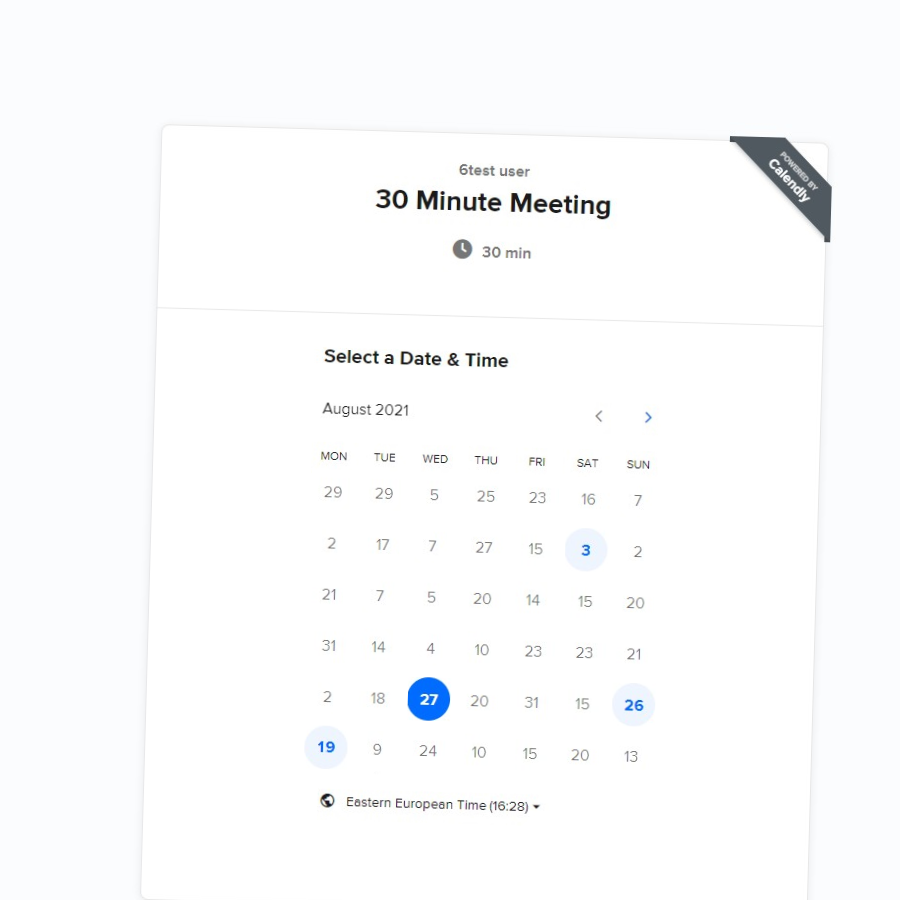 POWERED BY
Calendly
6test user
30 Minute Meeting
30 min
Select a Date & Time
August 2021
MON TUE WED THU FRI SAT SUN
29 29 5 25 23 16 7
2 17 7 27 15 3 2
21 7 5 20 14 15 20
31 14 4 10 23 23 21
2 18 27 20 31 15 26
19 9 24 10 15 20 13
Eastern European Time (16:28)